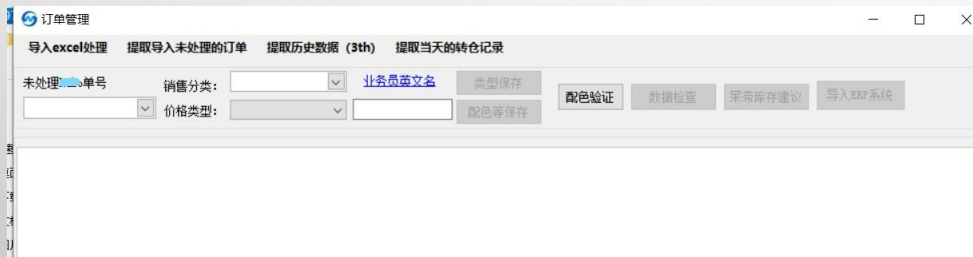 订单管理
导入excel处理 提取导入未处理的订单 提取历史数据（3th） 提取当天的转仓记录
未处理 单号 销售分类： 业务员英文名 类型保存
价格类型： 配色等保存
配色验证 数据检查 呆滞库存建议 导入ERP系统